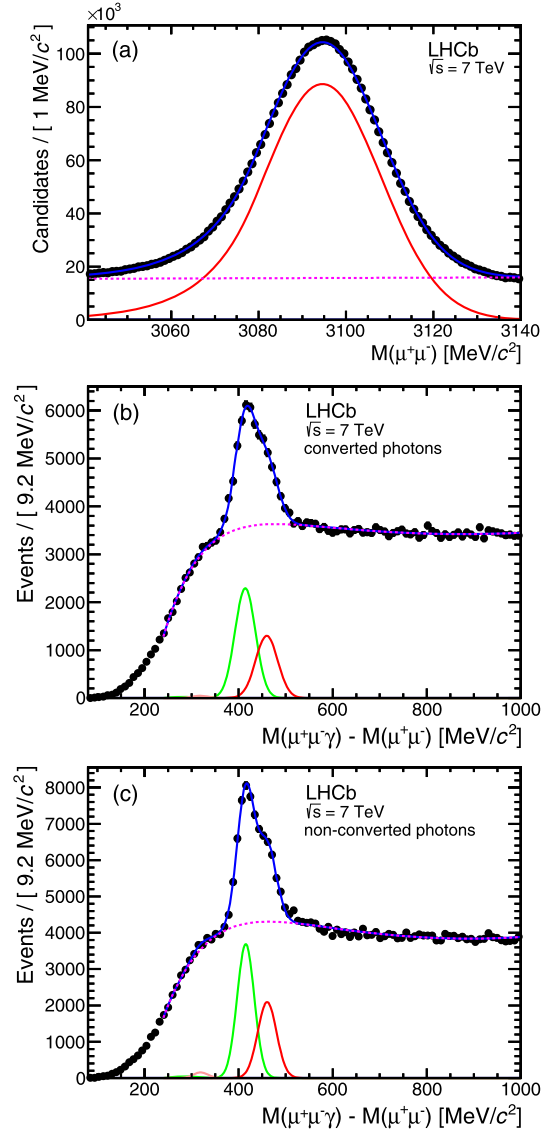 ×10³
(a)
LHCb
√s = 7 TeV
Candidates / [ 1 MeV/c² ]
100
80
60
40
20
0
3060 3080 3100 3120 3140
M(μ⁺μ⁻) [MeV/c²]
(b)
LHCb
√s = 7 TeV
converted photons
Events / [ 9.2 MeV/c² ]
6000
5000
4000
3000
2000
1000
0
200 400 600 800 1000
M(μ⁺μ⁻γ) - M(μ⁺μ⁻) [MeV/c²]
(c)
LHCb
√s = 7 TeV
non-converted photons
Events / [ 9.2 MeV/c² ]
8000
7000
6000
5000
4000
3000
2000
1000
0
200 400 600 800 1000
M(μ⁺μ⁻γ) - M(μ⁺μ⁻) [MeV/c²]